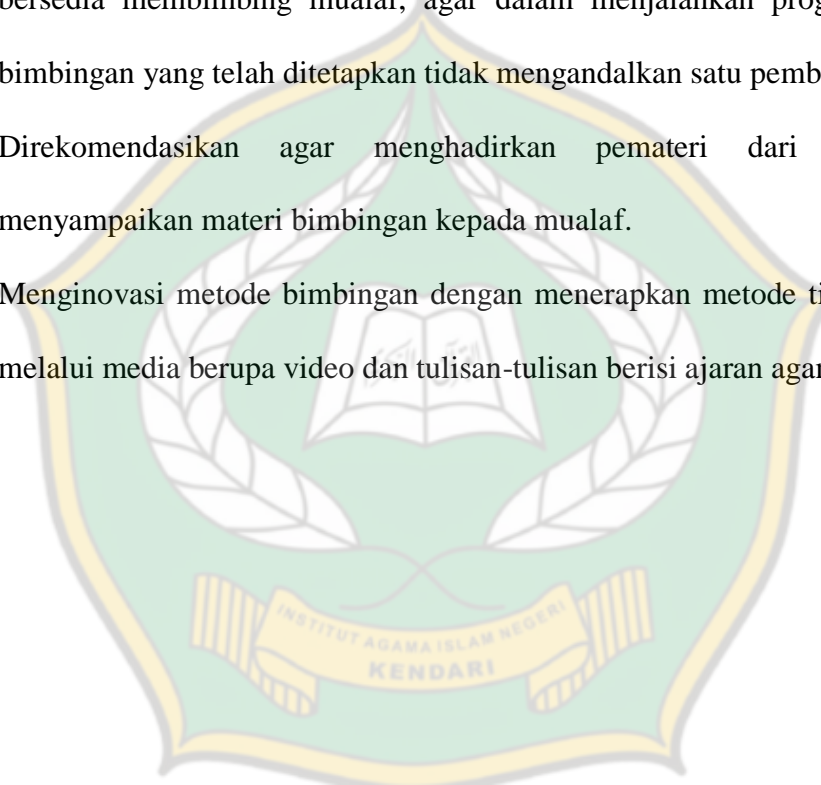 bersedia membimbing mualaf, agar dalam menjalankan prog
bimbingan yang telah ditetapkan tidak mengandalkan satu pemb
Direkomendasikan agar menghadirkan pemateri dari
menyampaikan materi bimbingan kepada mualaf.
Menginovasi metode bimbingan dengan menerapkan metode ti
melalui media berupa video dan tulisan-tulisan berisi ajaran agam
INSTITUT AGAMA ISLAM NEGERI
KENDARI